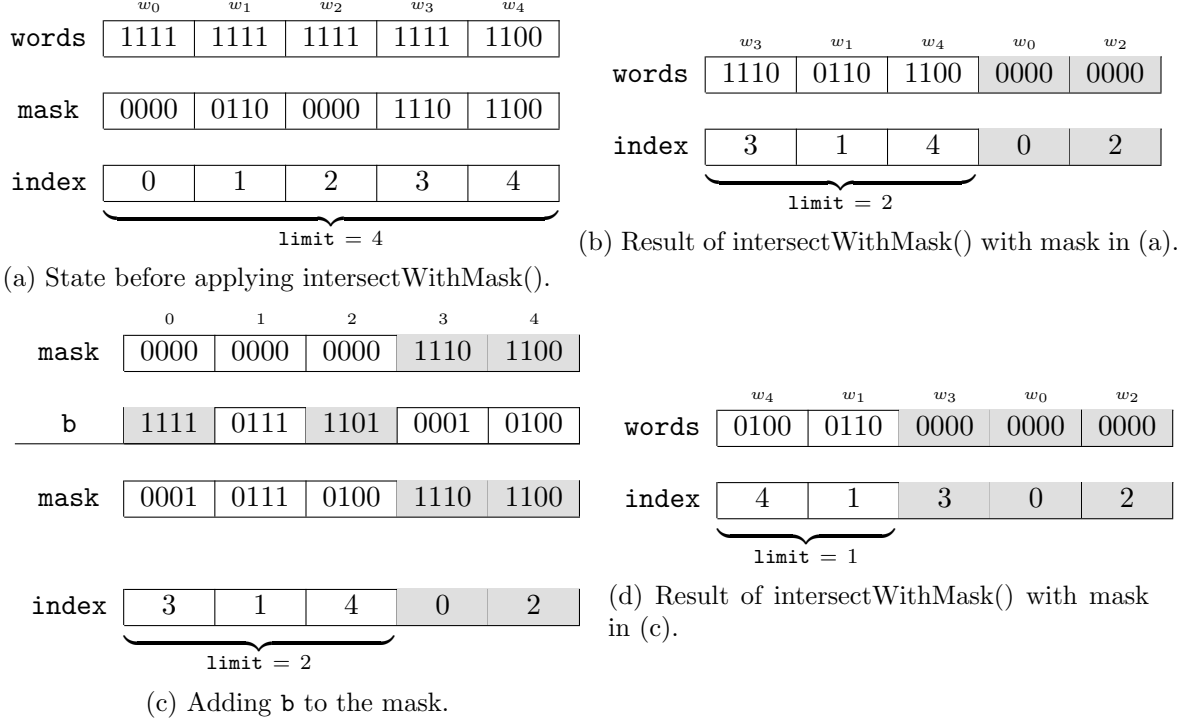 w0 w1 w2 w3 w4
words 1111 1111 1111 1111 1100
mask 0000 0110 0000 1110 1100
index 0 1 2 3 4
limit = 4
(a) State before applying intersectWithMask().
w3 w1 w4 w0 w2
words 1110 0110 1100 0000 0000
index 3 1 4 0 2
limit = 2
(b) Result of intersectWithMask() with mask in (a).
0 1 2 3 4
mask 0000 0000 0000 1110 1100
b 1111 0111 1101 0001 0100
mask 0001 0111 0100 1110 1100
index 3 1 4 0 2
limit = 2
(c) Adding b to the mask.
w4 w1 w3 w0 w2
words 0100 0110 0000 0000 0000
index 4 1 3 0 2
limit = 1
(d) Result of intersectWithMask() with mask
in (c).